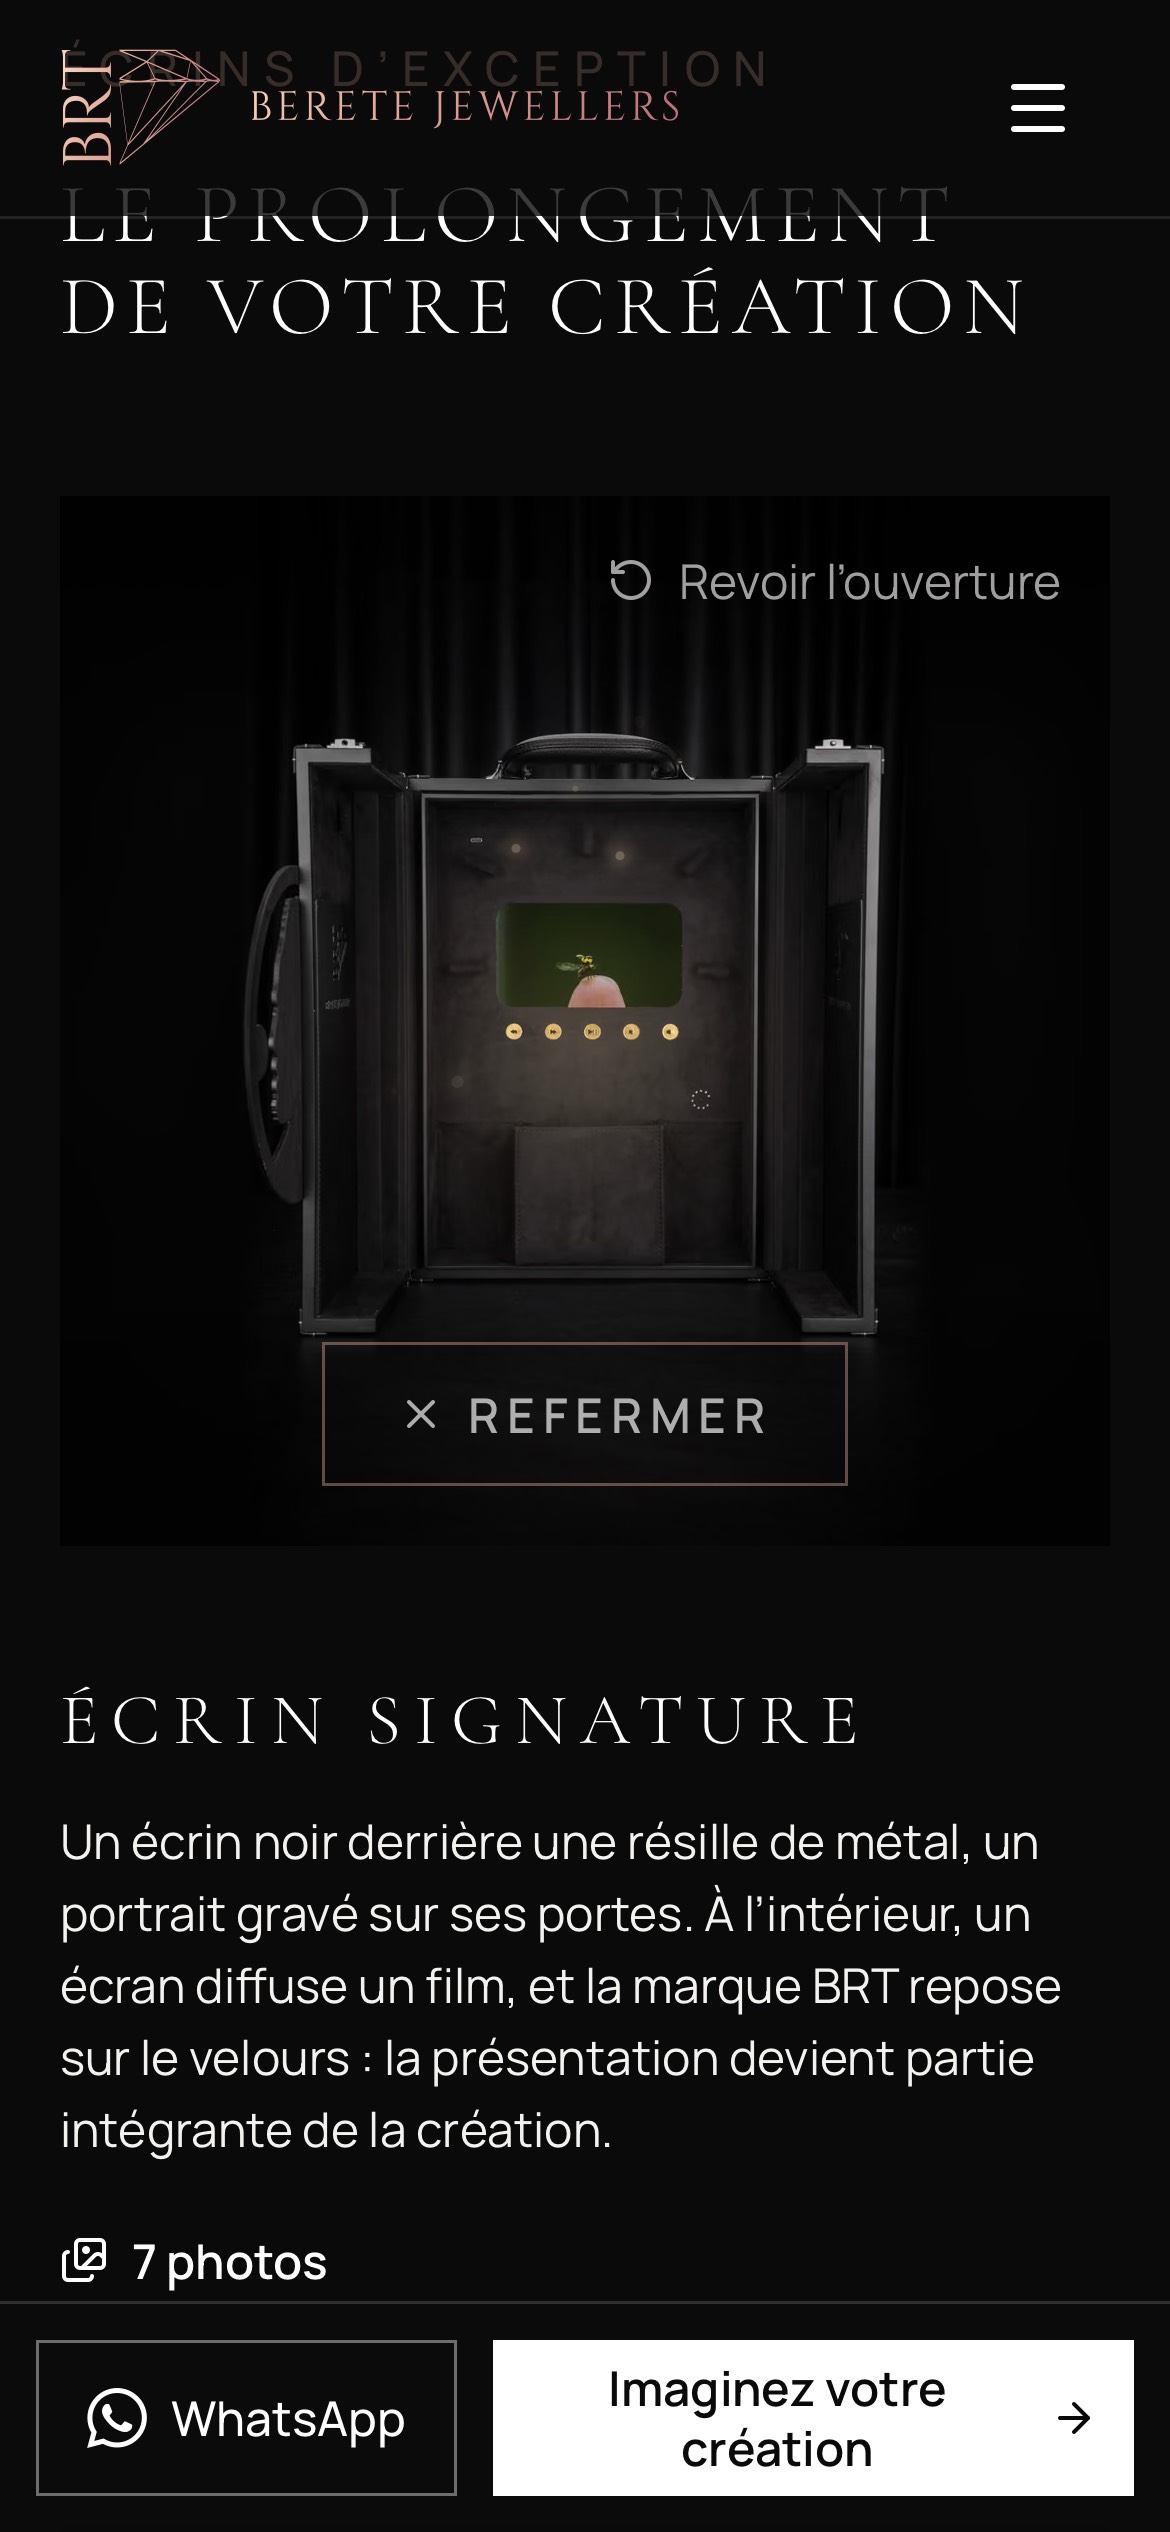 ÉCRINS D’EXCEPTION
BRT
BERETE JEWELLERS
LE PROLONGEMENT
DE VOTRE CRÉATION
Revoir l’ouverture
REFERMER
ÉCRIN SIGNATURE
Un écrin noir derrière une résille de métal, un
portrait gravé sur ses portes. À l’intérieur, un
écran diffuse un film, et la marque BRT repose
sur le velours : la présentation devient partie
intégrante de la création.
7 photos
WhatsApp
Imaginez votre
création